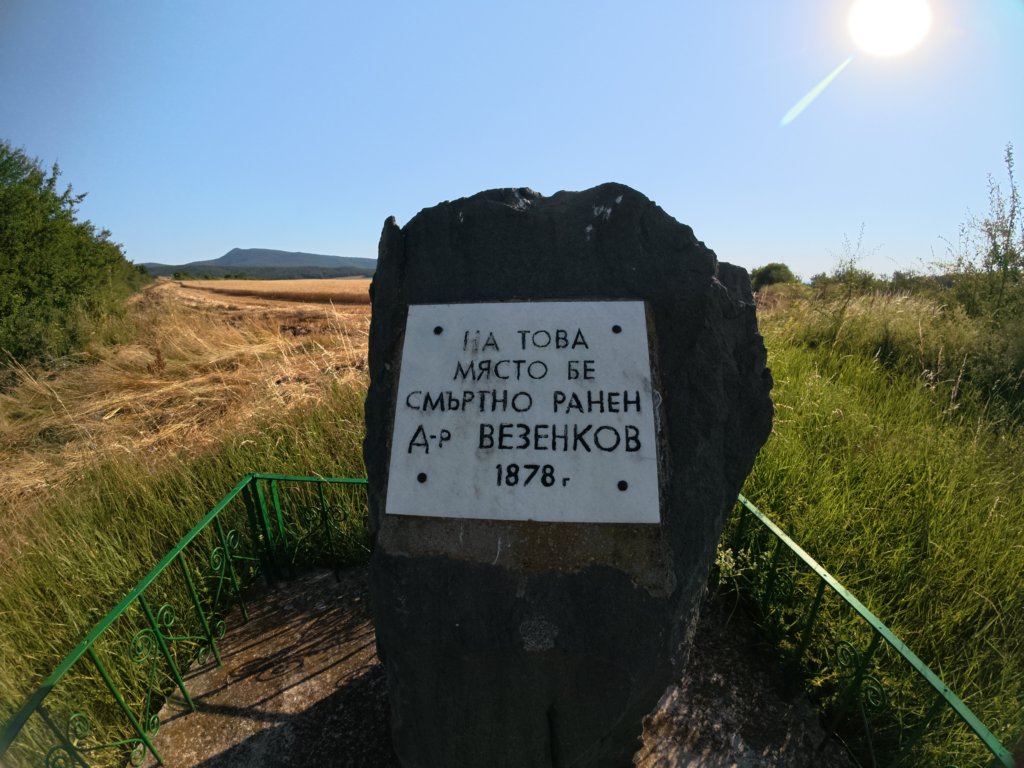 НА ТОВА
МЯСТО БЕ
СМЪРТНО РАНЕН
Д-Р ВЕЗЕНКОВ
1878 г